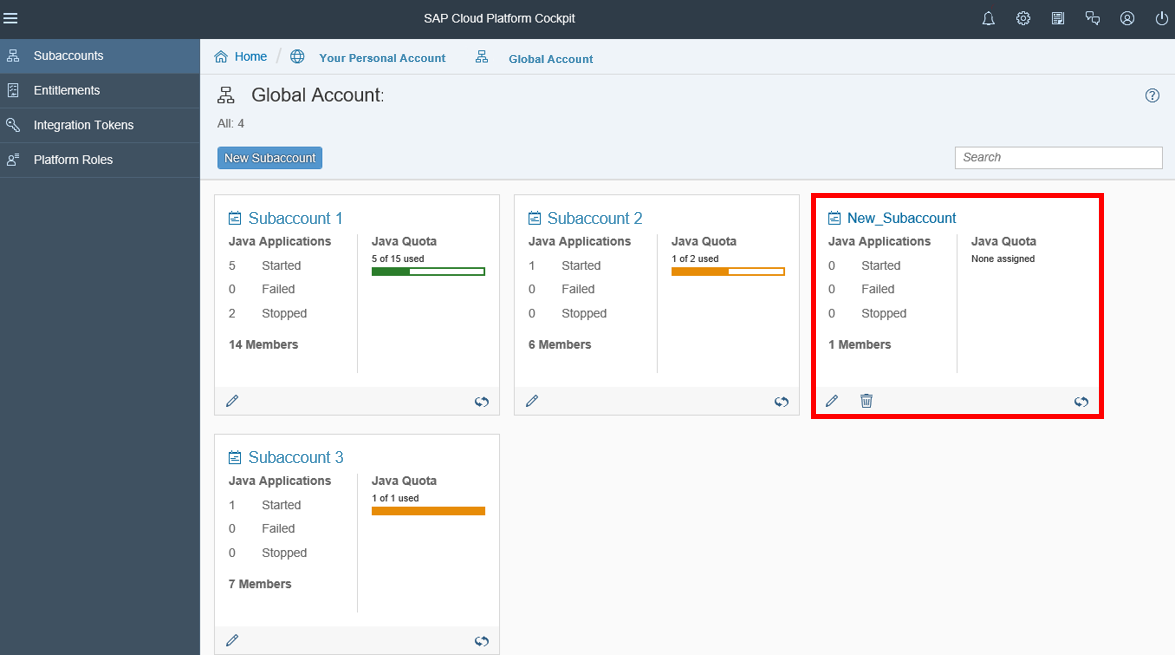 SAP Cloud Platform Cockpit
Subaccounts
Entitlements
Integration Tokens
Platform Roles
Home / Your Personal Account Global Account
Global Account:
All: 4
New Subaccount
Search
Subaccount 1
Java Applications
5 Started
0 Failed
2 Stopped
14 Members
Java Quota
5 of 15 used
Subaccount 2
Java Applications
1 Started
0 Failed
0 Stopped
6 Members
Java Quota
1 of 2 used
New_Subaccount
Java Applications
0 Started
0 Failed
0 Stopped
1 Members
Java Quota
None assigned
Subaccount 3
Java Applications
1 Started
0 Failed
0 Stopped
7 Members
Java Quota
1 of 1 used